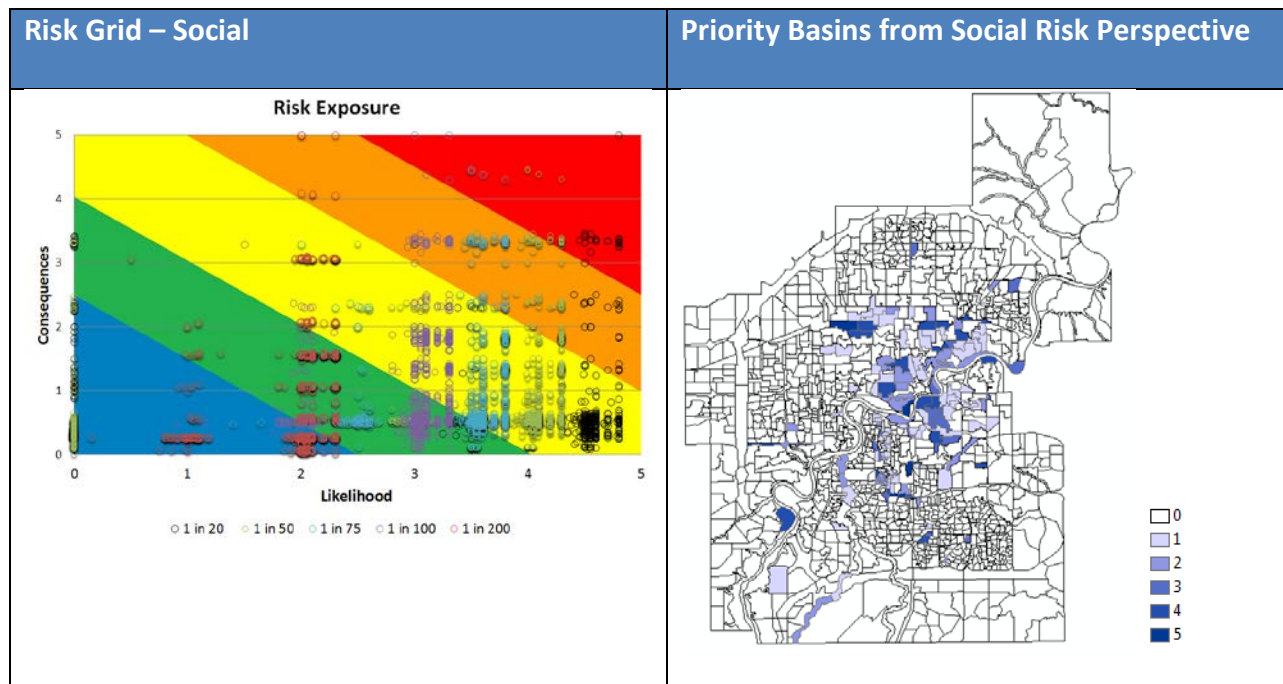 Risk Grid – Social
Priority Basins from Social Risk Perspective
Risk Exposure
Consequences
5
4
3
2
1
0
0 1 2 3 4 5
Likelihood
1 in 20 1 in 50 1 in 75 1 in 100 1 in 200
0
1
2
3
4
5